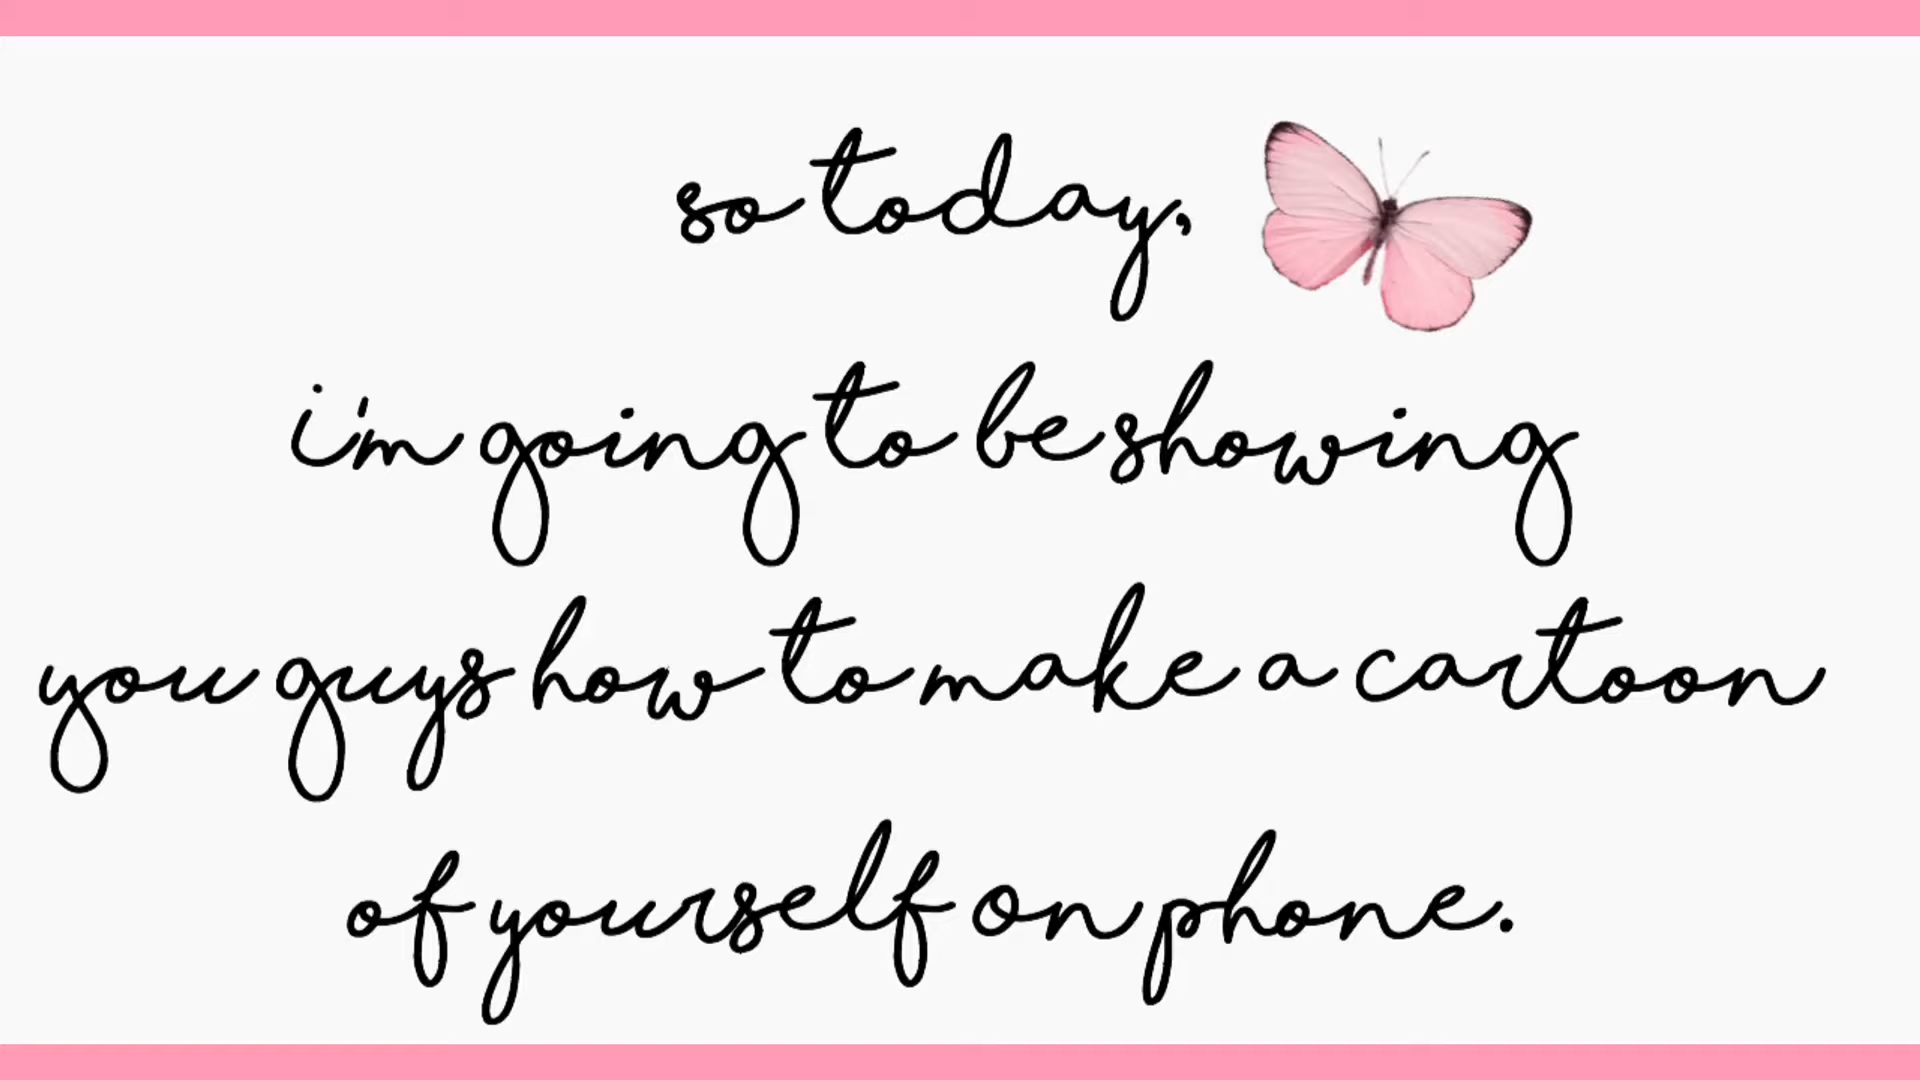 so today,
i'm going to be showing
you guys how to make a cartoon
of yourself on phone.